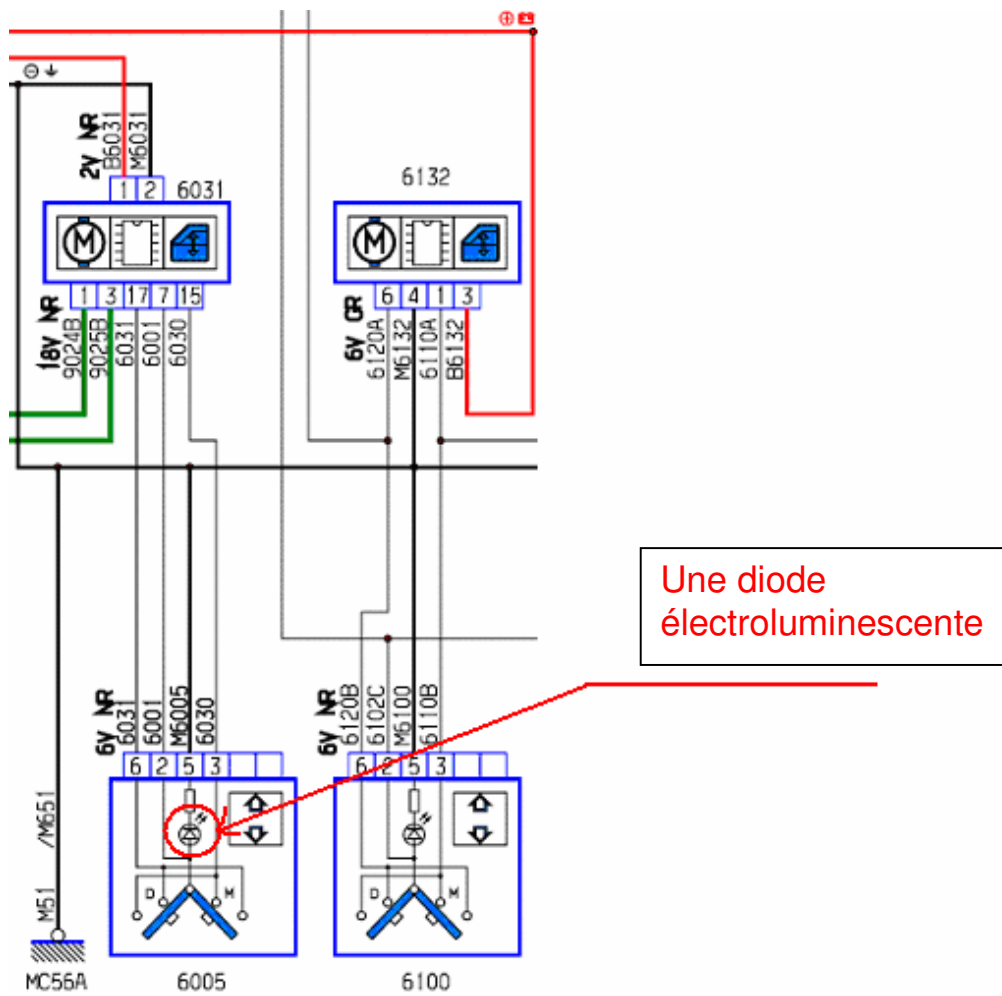 2V NR
B6031
M6031
1 2
6031
6132
M
M
1 3 17 7 15
6 4 1 3
18V NR
9024B
9025B
6031
6001
6030
6V GR
6120A
M6132
6110A
B6132
Une diode
électroluminescente
6V NR
6031
6001
M6005
6030
6V NR
6120B
6102C
M6100
6110B
6 2 5 3
6 2 5 3
M51 /M651
D M
D M
MC56A
6005
6100